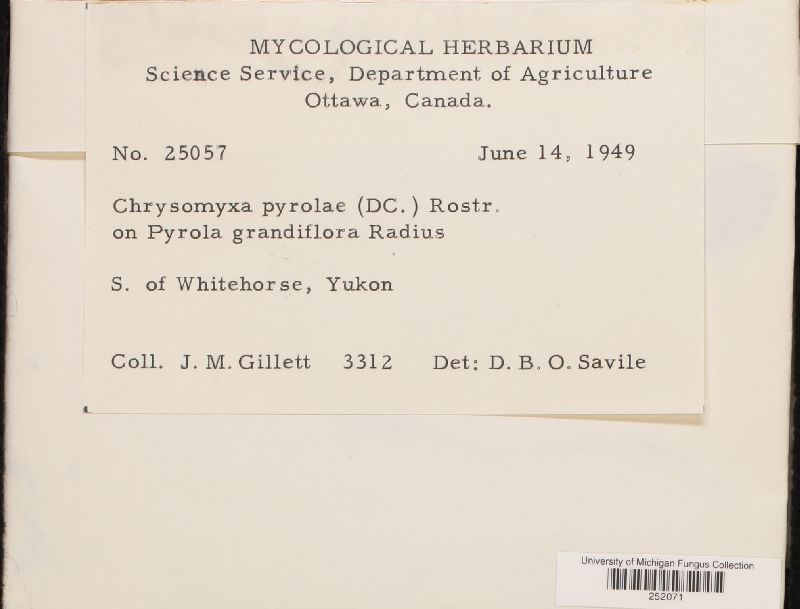 MYCOLOGICAL HERBARIUM
Science Service, Department of Agriculture
Ottawa, Canada.
No. 25057 June 14, 1949
Chrysomyxa pyrolae (DC.) Rostr.
on Pyrola grandiflora Radius
S. of Whitehorse, Yukon
Coll. J. M. Gillett 3312 Det: D. B. O. Savile
University of Michigan Fungus Collection
252071